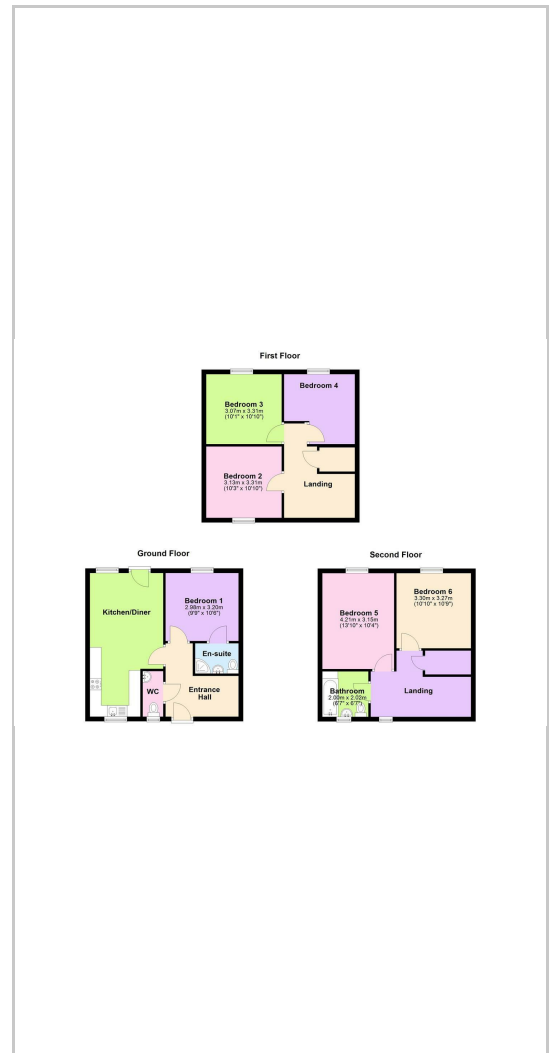 First Floor
Bedroom 3
3.07m x 3.31m
(10'1" x 10'10")
Bedroom 4
Bedroom 2
3.13m x 3.31m
(10'3" x 10'10")
Landing
Ground Floor
Kitchen/Diner
Bedroom 1
2.98m x 3.20m
(9'9" x 10'6")
En-suite
WC
Entrance
Hall
Second Floor
Bedroom 5
4.21m x 3.15m
(13'10" x 10'4")
Bedroom 6
3.30m x 3.27m
(10'10" x 10'9")
Bathroom
2.00m x 2.02m
(6'7" x 6'7")
Landing